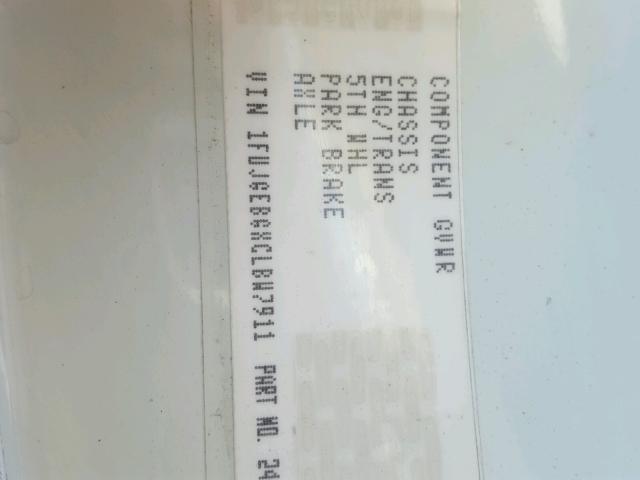 COMPONENT GVWR
CHASSIS
ENG/TRANS
5TH WHL
PARK BRAKE
AXLE
VIN 1FUJGEBGXCLBW7911 PART NO. 24